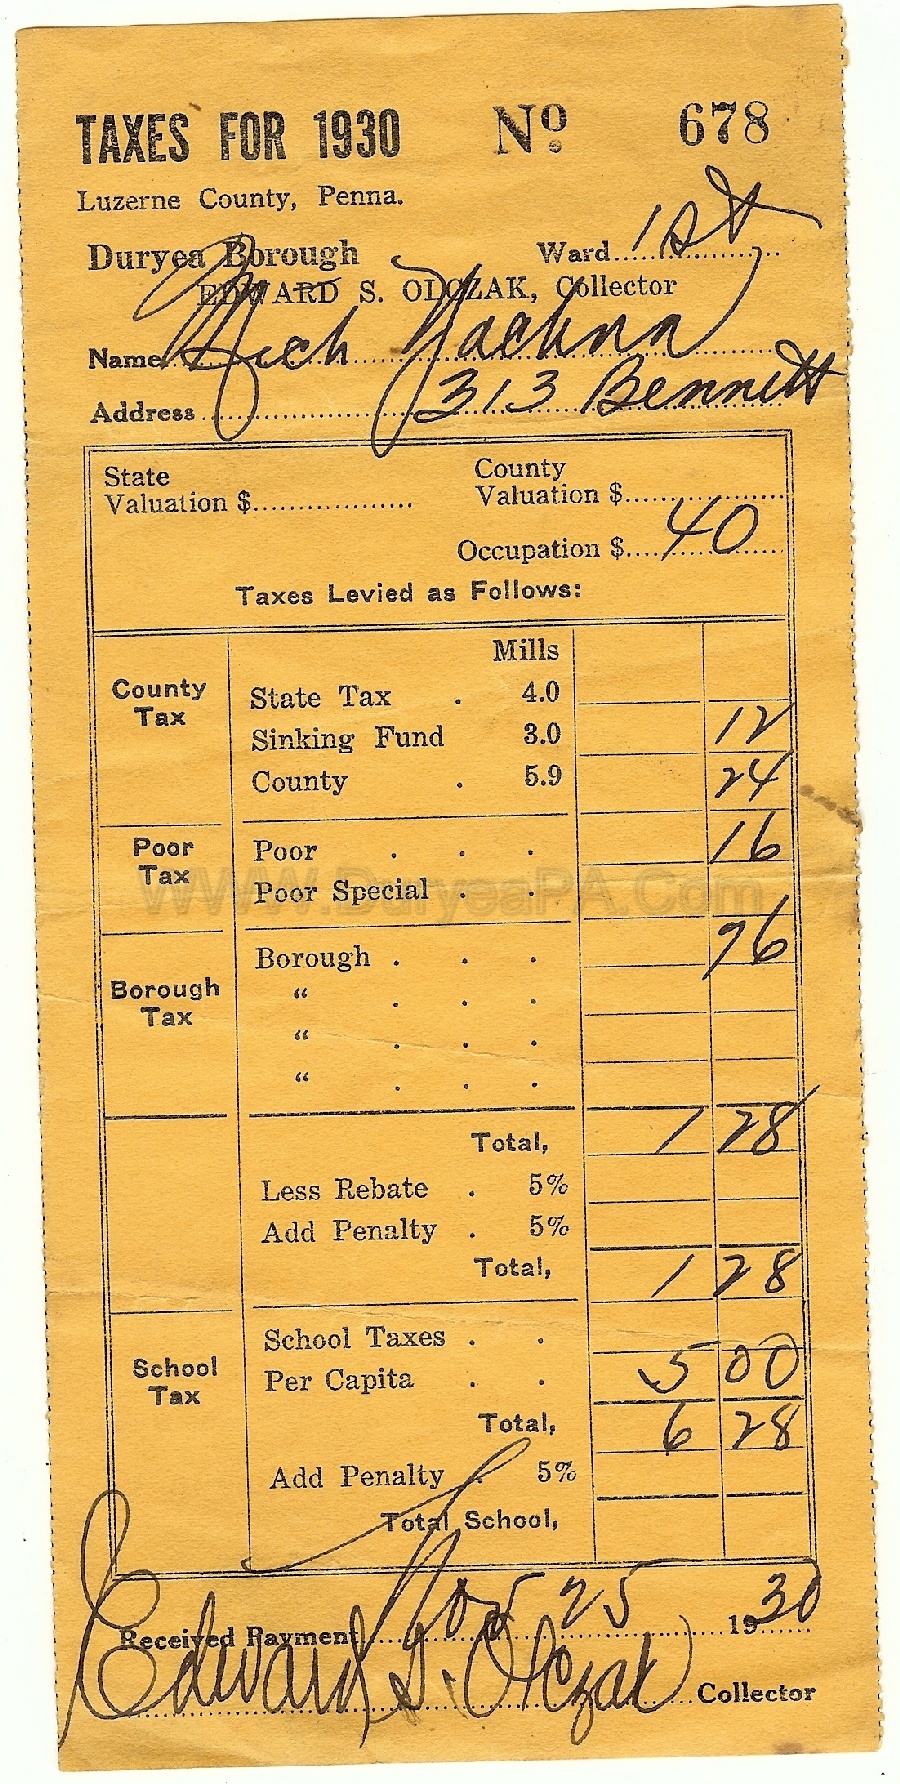 TAXES FOR 1930 No 678
Luzerne County, Penna.
Duryea Borough Ward 1st
EDWARD S. OLCZAK, Collector
Name Mich Yachna
Address 313 Bennett
State Valuation $ County Valuation $
Occupation $ 40
Taxes Levied as Follows:
Mills
County Tax State Tax . 4.0
Sinking Fund 3.0 12
County . 5.9 24
Poor Tax Poor . . . 16
Poor Special . .
WWW.DuryeaPA.Com
Borough Tax Borough . . . 76
“ . . .
“ . . .
“ . . .
Total, 1 28
Less Rebate . 5%
Add Penalty . 5%
Total, 1 28
School Tax School Taxes . .
Per Capita . . 5 00
Total, 6 28
Add Penalty . 5%
Total School,
Received Payment Nov 25 1930
Edward S. Olczak Collector